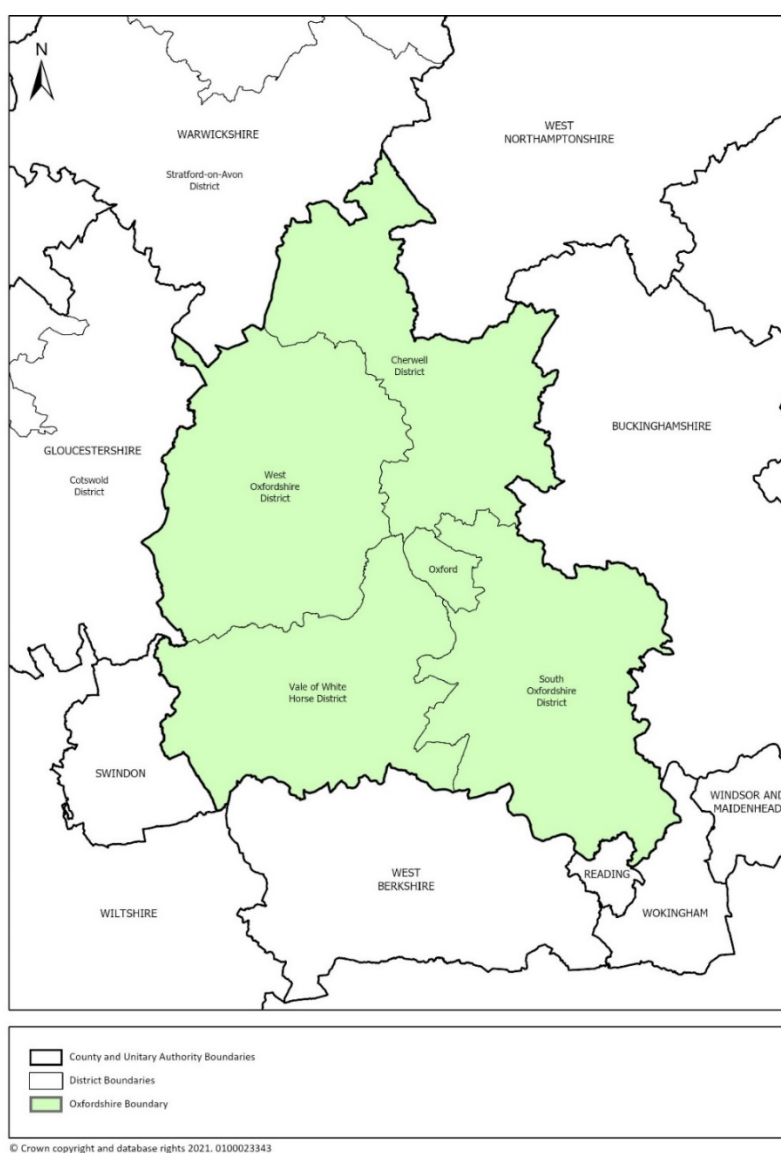 N
WARWICKSHIRE
Stratford-on-Avon
District
WEST
NORTHAMPTONSHIRE
Cherwell
District
GLOUCESTERSHIRE
Cotswold
District
BUCKINGHAMSHIRE
West
Oxfordshire
District
Oxford
Vale of White
Horse District
South
Oxfordshire
District
SWINDON
WINDSOR AND
MAIDENHEAD
WEST
BERKSHIRE
READING
WILTSHIRE
WOKINGHAM
County and Unitary Authority Boundaries
District Boundaries
Oxfordshire Boundary
© Crown copyright and database rights 2021. 0100023343